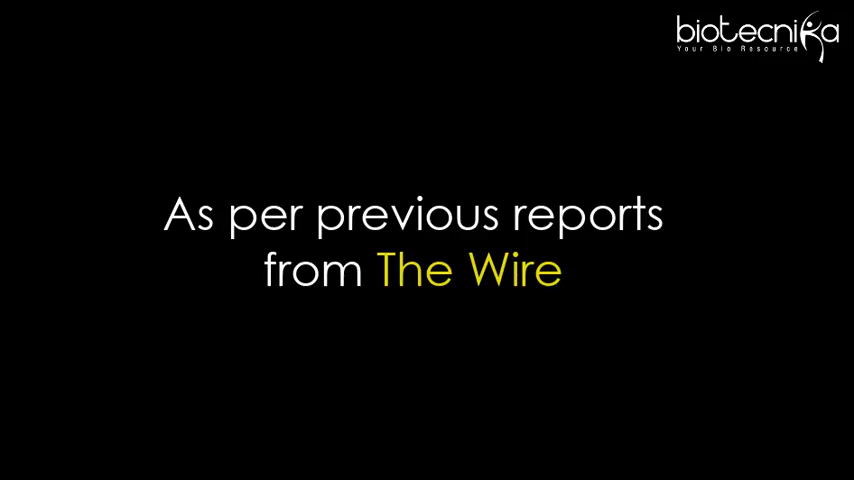 biotecnika
Your Bio Resource
As per previous reports
from The Wire